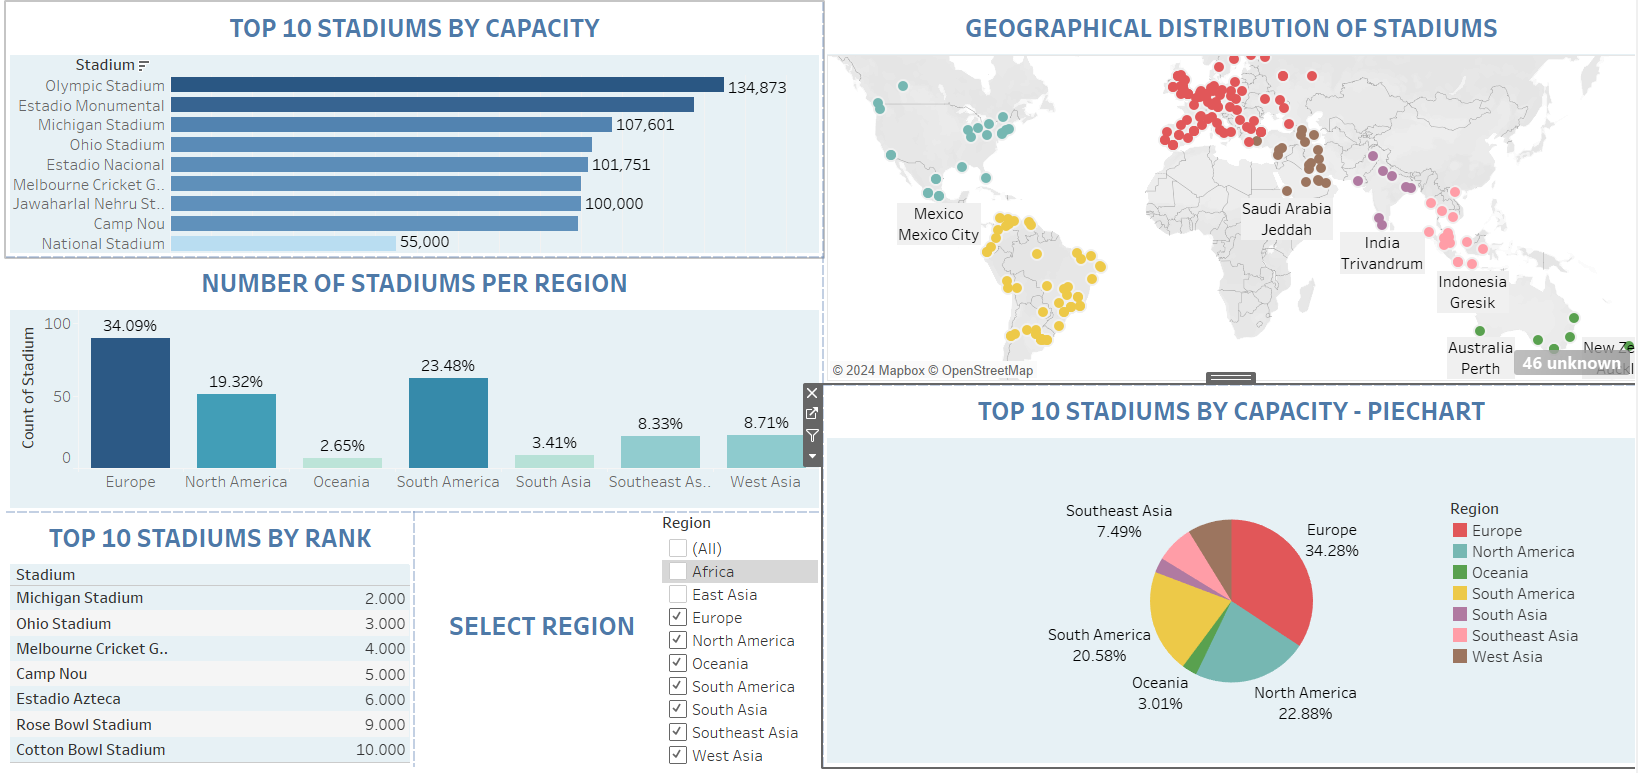 TOP 10 STADIUMS BY CAPACITY
Stadium
Olympic Stadium 134,873
Estadio Monumental
Michigan Stadium 107,601
Ohio Stadium
Estadio Nacional 101,751
Melbourne Cricket G..
Jawaharlal Nehru St.. 100,000
Camp Nou
National Stadium 55,000
GEOGRAPHICAL DISTRIBUTION OF STADIUMS
Mexico
Mexico City
Saudi Arabia
Jeddah
India
Trivandrum
Indonesia
Gresik
Australia
Perth
New Ze
46 unknown
© 2024 Mapbox © OpenStreetMap
NUMBER OF STADIUMS PER REGION
Count of Stadium
100
50
0
34.09%
19.32%
2.65%
23.48%
3.41%
8.33%
8.71%
Europe
North America
Oceania
South America
South Asia
Southeast As..
West Asia
TOP 10 STADIUMS BY RANK
Stadium
Michigan Stadium 2.000
Ohio Stadium 3.000
Melbourne Cricket G.. 4.000
Camp Nou 5.000
Estadio Azteca 6.000
Rose Bowl Stadium 9.000
Cotton Bowl Stadium 10.000
SELECT REGION
Region
(All)
Africa
East Asia
Europe
North America
Oceania
South America
South Asia
Southeast Asia
West Asia
TOP 10 STADIUMS BY CAPACITY - PIECHART
Southeast Asia
7.49%
Europe
34.28%
South America
20.58%
Oceania
3.01%
North America
22.88%
Region
Europe
North America
Oceania
South America
South Asia
Southeast Asia
West Asia